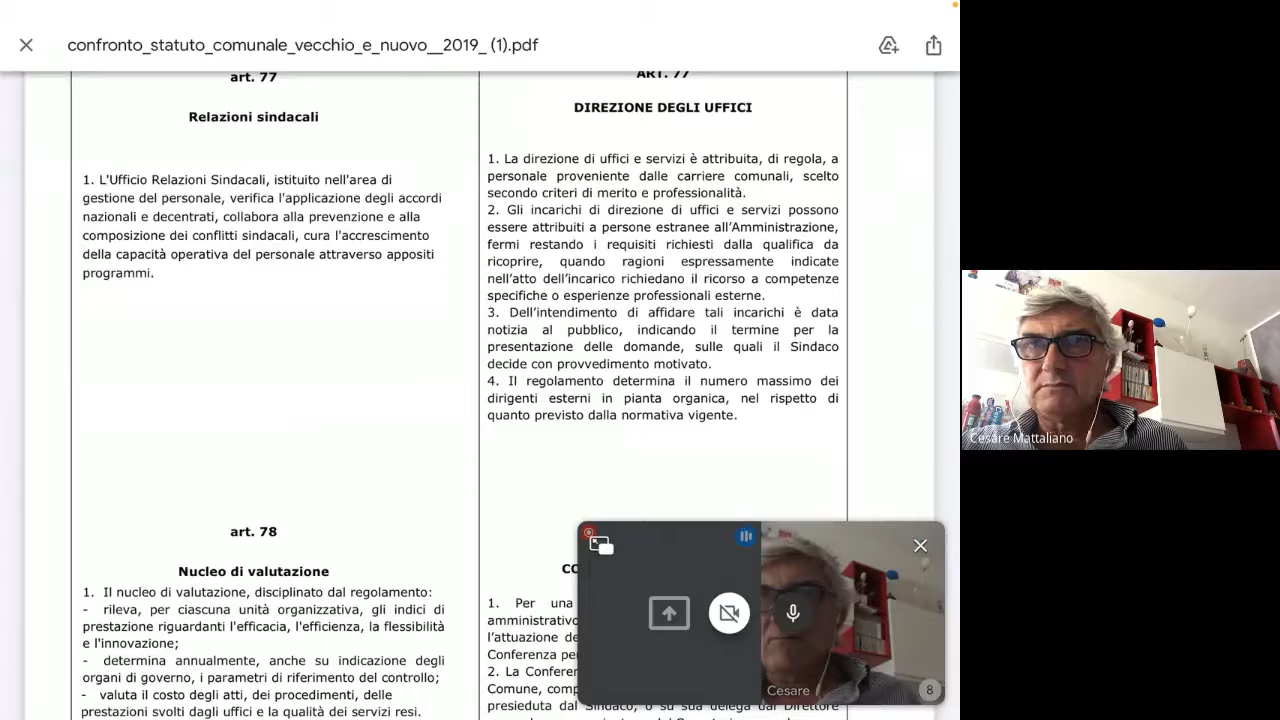 confronto_statuto_comunale_vecchio_e_nuovo__2019_ (1).pdf
art. 77
Relazioni sindacali
1. L'Ufficio Relazioni Sindacali, istituito nell'area di
gestione del personale, verifica l'applicazione degli accordi
nazionali e decentrati, collabora alla prevenzione e alla
composizione dei conflitti sindacali, cura l'accrescimento
della capacità operativa del personale attraverso appositi
programmi.
art. 78
Nucleo di valutazione
1. Il nucleo di valutazione, disciplinato dal regolamento:
- rileva, per ciascuna unità organizzativa, gli indici di
prestazione riguardanti l'efficacia, l'efficienza, la flessibilità
e l'innovazione;
- determina annualmente, anche su indicazione degli
organi di governo, i parametri di riferimento del controllo;
- valuta il costo degli atti, dei procedimenti, delle
prestazioni svolti dagli uffici e la qualità dei servizi resi.
ART. 77
DIREZIONE DEGLI UFFICI
1. La direzione di uffici e servizi è attribuita, di regola, a
personale proveniente dalle carriere comunali, scelto
secondo criteri di merito e professionalità.
2. Gli incarichi di direzione di uffici e servizi possono
essere attribuiti a persone estranee all’Amministrazione,
fermi restando i requisiti richiesti dalla qualifica da
ricoprire, quando ragioni espressamente indicate
nell’atto dell’incarico richiedano il ricorso a competenze
specifiche o esperienze professionali esterne.
3. Dell’intendimento di affidare tali incarichi è data
notizia al pubblico, indicando il termine per la
presentazione delle domande, sulle quali il Sindaco
decide con provvedimento motivato.
4. Il regolamento determina il numero massimo dei
dirigenti esterni in pianta organica, nel rispetto di
quanto previsto dalla normativa vigente.
CO
1. Per una
amministrativo
l’attuazione de
Conferenza pe
2. La Conferen
Comune, comp
presieduta dal Sindaco, o su sua delega dal Direttore
Cesare
8
Cesare Mattaliano